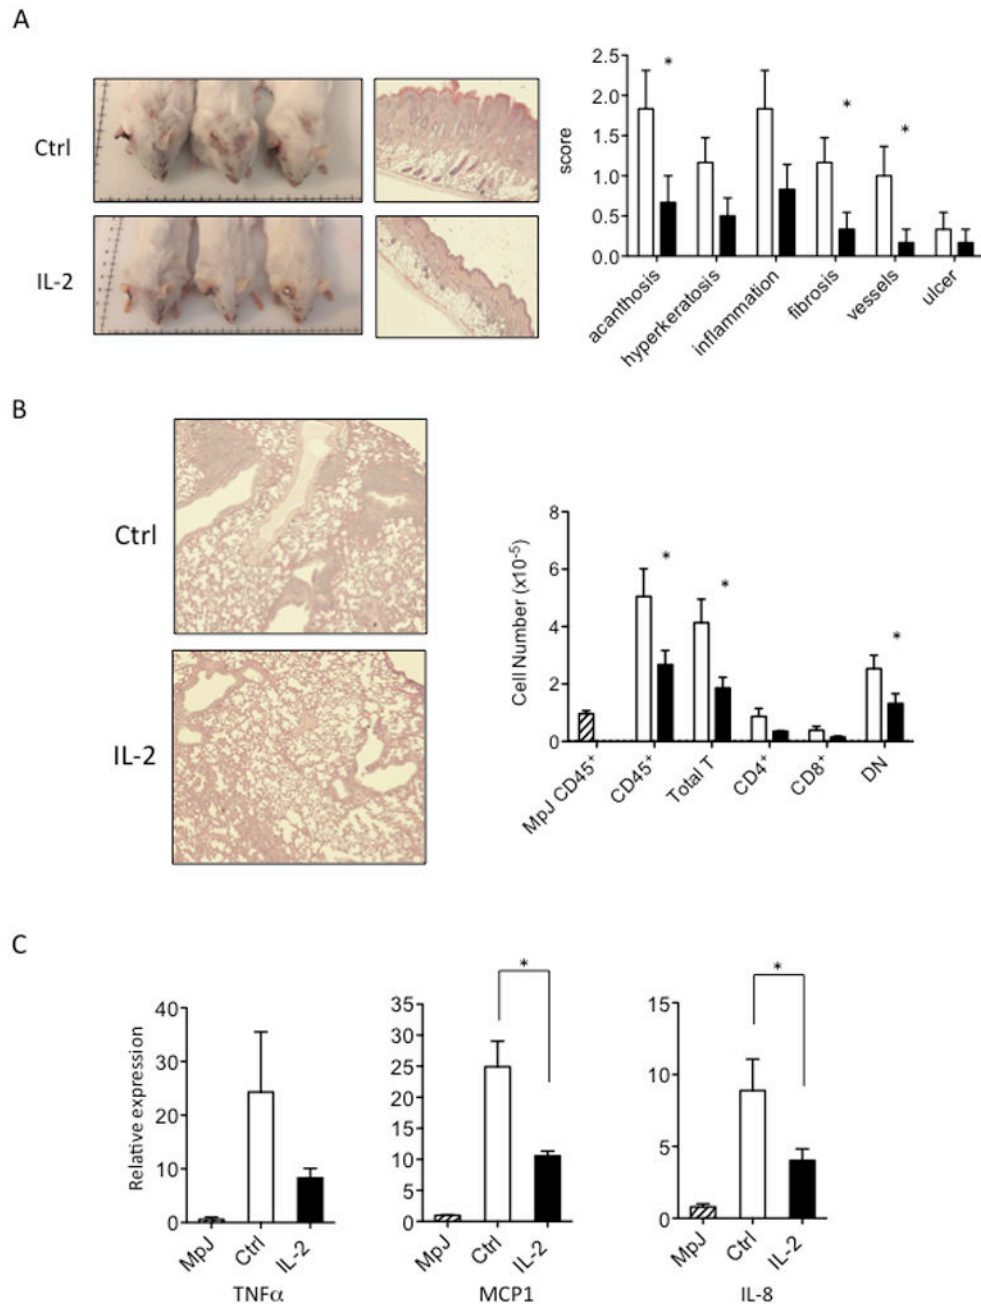 A
Ctrl
IL-2
score
2.5
2.0
1.5
1.0
0.5
0.0
*
*
*
acanthosis
hyperkeratosis
inflammation
fibrosis
vessels
ulcer
B
Ctrl
IL-2
Cell Number (x10⁻⁵)
8
6
4
2
0
*
*
*
MpJ CD45⁺
CD45⁺
Total T
CD4⁺
CD8⁺
DN
C
Relative expression
40
30
20
10
0
MpJ
Ctrl
IL-2
TNFα
35
30
25
20
15
10
5
0
*
MpJ
Ctrl
IL-2
MCP1
15
10
5
0
*
MpJ
Ctrl
IL-2
IL-8